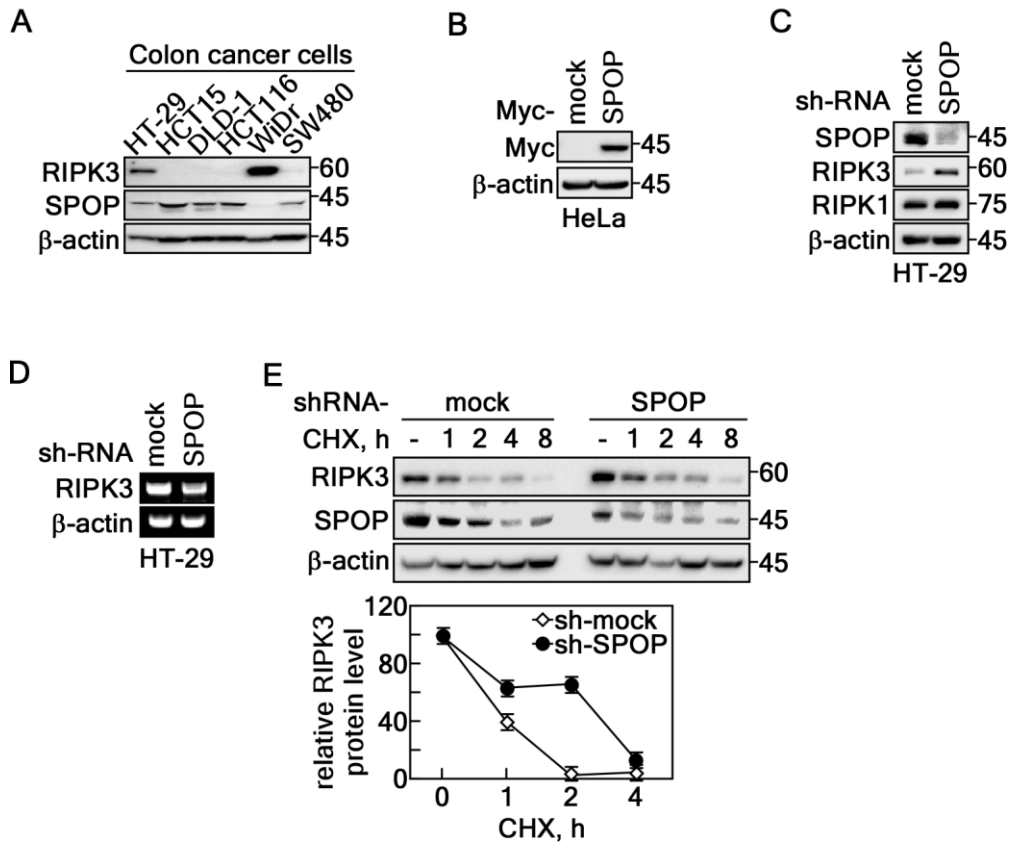 A
Colon cancer cells
HT-29 HCT15 DLD-1 HCT116 WiDr SW480
RIPK3 60
SPOP 45
β-actin 45
B
Myc- mock SPOP
Myc 45
β-actin 45
HeLa
C
sh-RNA mock SPOP
SPOP 45
RIPK3 60
RIPK1 75
β-actin 45
HT-29
D
sh-RNA mock SPOP
RIPK3
β-actin
HT-29
E
shRNA- mock SPOP
CHX, h - 1 2 4 8 - 1 2 4 8
RIPK3 60
SPOP 45
β-actin 45
relative RIPK3
protein level
120
80
40
0
sh-mock
sh-SPOP
0 1 2 4
CHX, h